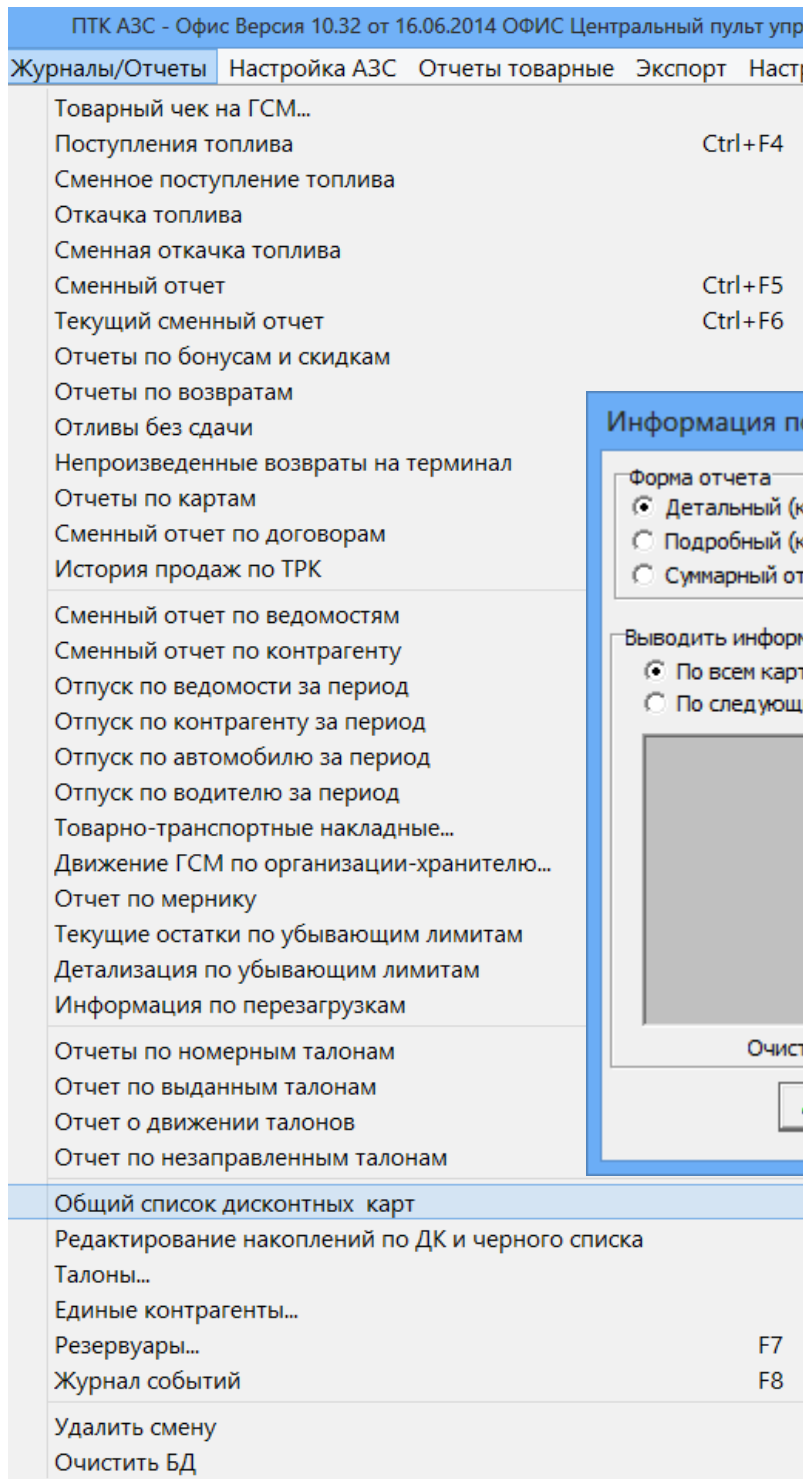 ПТК АЗС - Офис Версия 10.32 от 16.06.2014 ОФИС Центральный пульт
Журналы/Отчеты Настройка АЗС Отчеты товарные Экспорт
Товарный чек на ГСМ...
Поступления топлива Ctrl+F4
Сменное поступление топлива
Откачка топлива
Сменная откачка топлива
Сменный отчет Ctrl+F5
Текущий сменный отчет Ctrl+F6
Отчеты по бонусам и скидкам
Отчеты по возвратам
Отливы без сдачи
Непроизведенные возвраты на терминал
Отчеты по картам
Сменный отчет по договорам
История продаж по ТРК
Сменный отчет по ведомостям
Сменный отчет по контрагенту
Отпуск по ведомости за период
Отпуск по контрагенту за период
Отпуск по автомобилю за период
Отпуск по водителю за период
Товарно-транспортные накладные...
Движение ГСМ по организации-хранителю...
Отчет по мернику
Текущие остатки по убывающим лимитам
Детализация по убывающим лимитам
Информация по перезагрузкам
Отчеты по номерным талонам
Отчет по выданным талонам
Отчет о движении талонов
Отчет по незаправленным талонам
Общий список дисконтных карт
Редактирование накоплений по ДК и черного списка
Талоны...
Единые контрагенты...
Резервуары... F7
Журнал событий F8
Удалить смену
Очистить БД
Информация
Форма отчета
Детальный
Подробный
Суммарный
Выводить
По всем
По